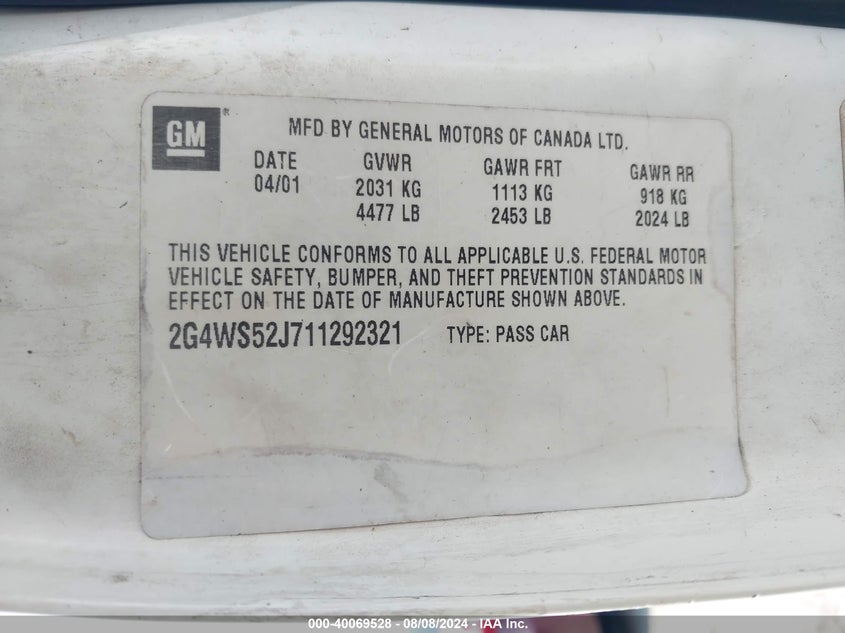 GM ® MFD BY GENERAL MOTORS OF CANADA LTD.
DATE GVWR GAWR FRT GAWR RR
04/01 2031 KG 1113 KG 918 KG
4477 LB 2453 LB 2024 LB
THIS VEHICLE CONFORMS TO ALL APPLICABLE U.S. FEDERAL MOTOR
VEHICLE SAFETY, BUMPER, AND THEFT PREVENTION STANDARDS IN
EFFECT ON THE DATE OF MANUFACTURE SHOWN ABOVE.
2G4WS52J711292321 TYPE: PASS CAR
000-40069528 - 08/08/2024 - IAA Inc.